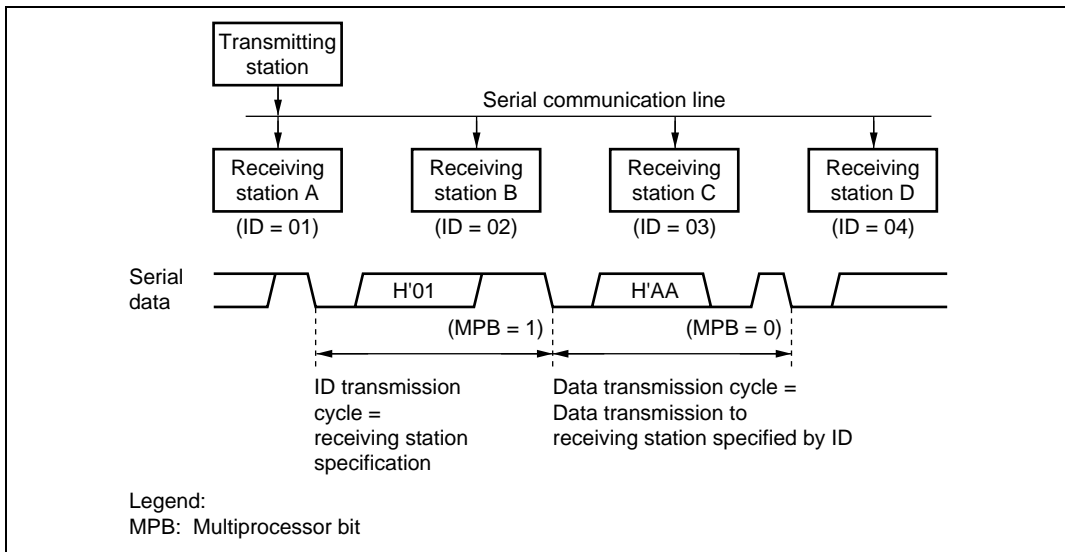 Transmitting
station
Serial communication line
Receiving
station A
Receiving
station B
Receiving
station C
Receiving
station D
(ID = 01)
(ID = 02)
(ID = 03)
(ID = 04)
Serial
data
H'01
H'AA
(MPB = 1)
(MPB = 0)
ID transmission
cycle =
receiving station
specification
Data transmission cycle =
Data transmission to
receiving station specified by ID
Legend:
MPB: Multiprocessor bit